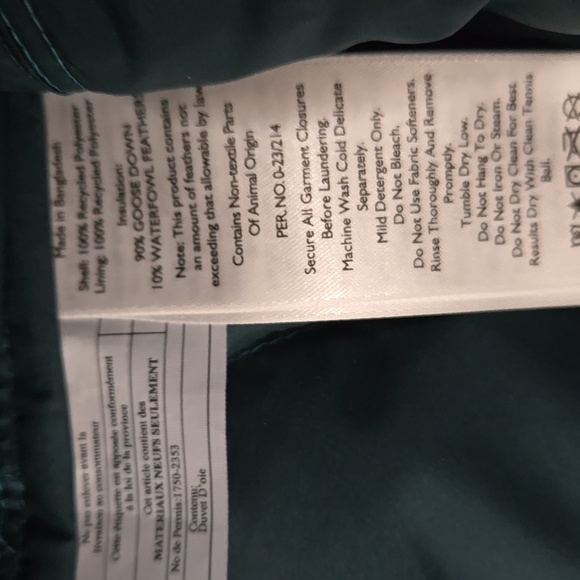 Made in Bangladesh
Shell: 100% Recycled Polyester
Lining: 100% Recycled Polyester
Insulation:
90% GOOSE DOWN
10% WATERFOWL FEATHERS
Note: This product contains
an amount of feathers not
exceeding that allowable by law
Contains Non-textile Parts
Of Animal Origin
PER. NO. 0-23/214
Secure All Garment Closures
Before Laundering.
Machine Wash Cold Delicate
Separately.
Mild Detergent Only.
Do Not Bleach.
Do Not Use Fabric Softeners.
Rinse Thoroughly And Remove
Promptly.
Tumble Dry Low.
Do Not Hang To Dry.
Do Not Iron Or Steam.
Do Not Dry Clean For Best
Results Dry With Clean Tennis
Ball.
Ne pas enlever avant la
livraison au consommateur
Cette étiquette est apposée conformément
à la loi de la province
Cet article contient des
MATERIAUX NEUFS SEULEMENT
No de Permis:1750-2353
Contenu:
Duvet D'oie